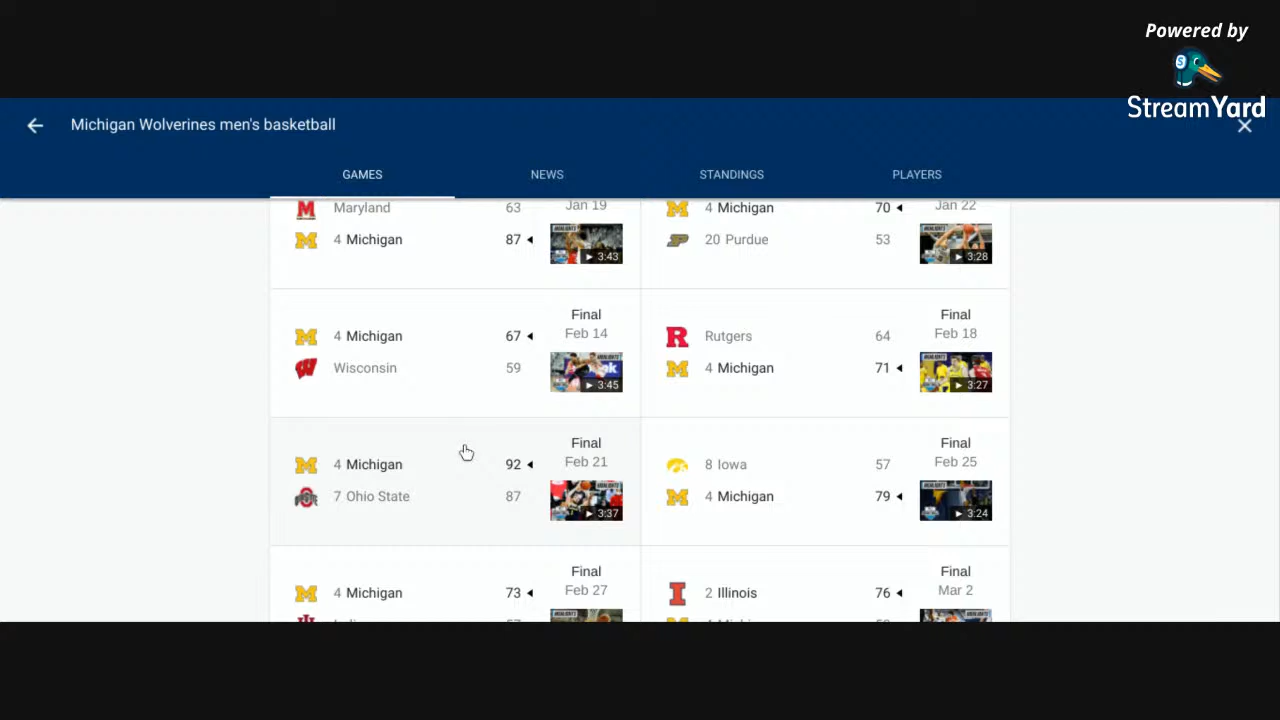 Powered by
StreamYard
Michigan Wolverines men's basketball
GAMES NEWS STANDINGS PLAYERS
Maryland 63 Jan 19
4 Michigan 87
3:43
4 Michigan 70 Jan 22
20 Purdue 53
3:28
Final
4 Michigan 67 Feb 14
Wisconsin 59
3:45
Final
Rutgers 64 Feb 18
4 Michigan 71
3:27
Final
4 Michigan 92 Feb 21
7 Ohio State 87
3:37
Final
8 Iowa 57 Feb 25
4 Michigan 79
3:24
Final
4 Michigan 73 Feb 27
Final
2 Illinois 76 Mar 2